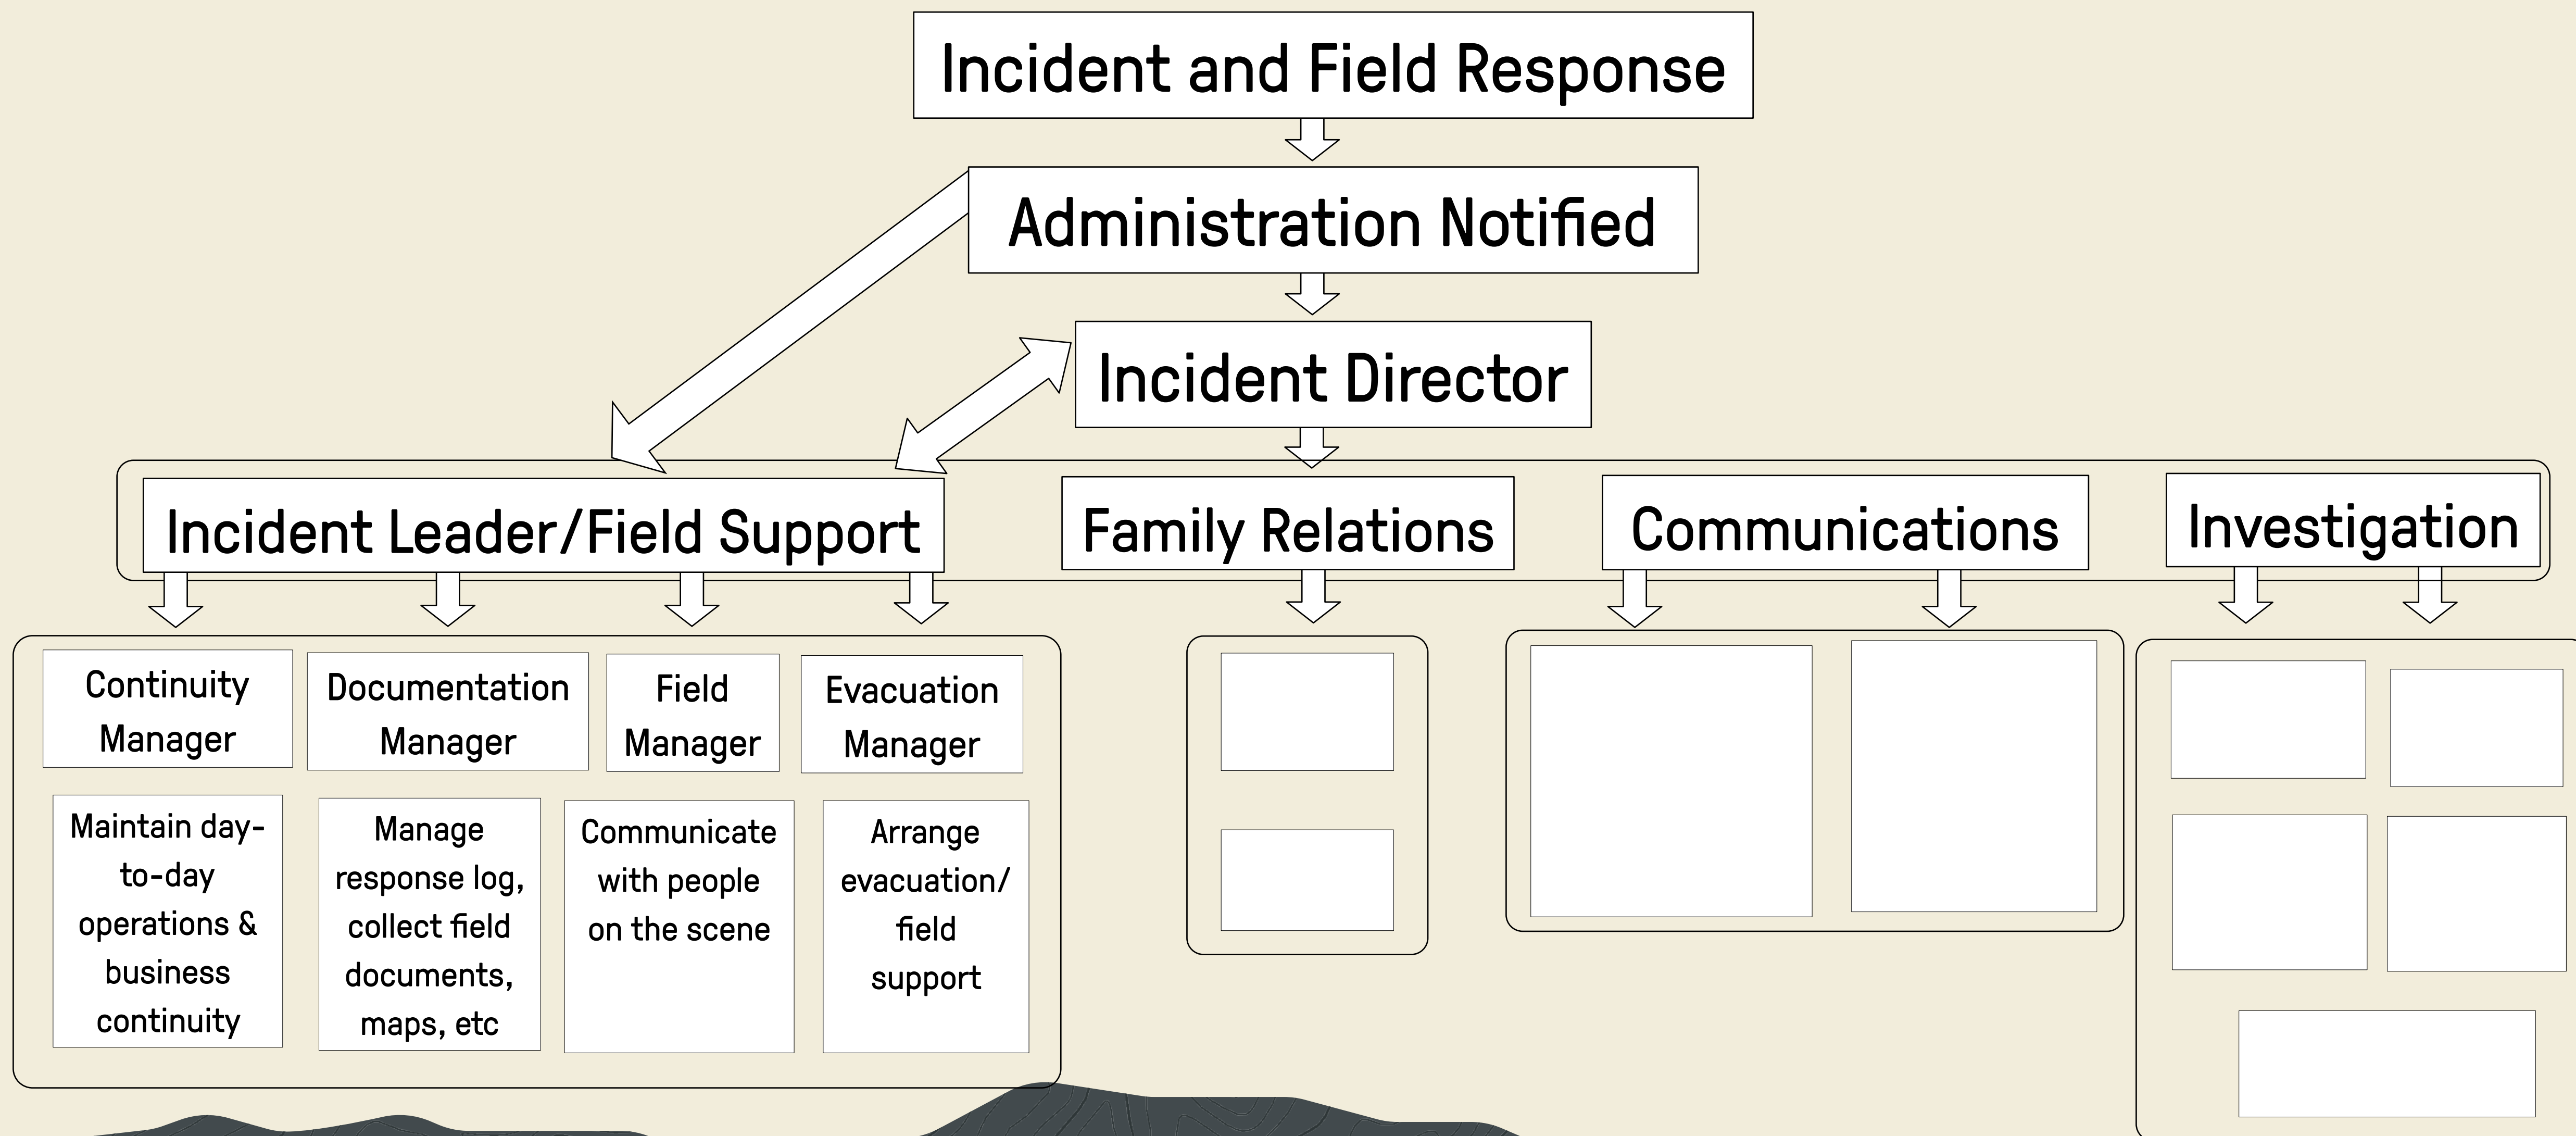 Incident and Field Response
Administration Notified
Incident Director
Incident Leader/Field Support
Family Relations
Communications
Investigation
Continuity
Manager
Documentation
Manager
Field
Manager
Evacuation
Manager
Maintain day-
to-day
operations &
business
continuity
Manage
response log,
collect field
documents,
maps, etc
Communicate
with people
on the scene
Arrange
evacuation/
field
support